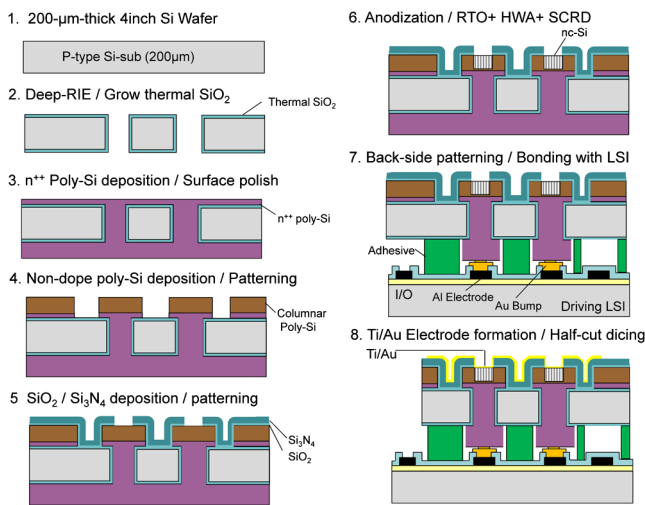 1. 200-μm-thick 4inch Si Wafer
P-type Si-sub (200μm)
2. Deep-RIE / Grow thermal SiO₂
Thermal SiO₂
3. n⁺⁺ Poly-Si deposition / Surface polish
n⁺⁺ poly-Si
4. Non-dope poly-Si deposition / Patterning
Columnar
Poly-Si
5 SiO₂ / Si₃N₄ deposition / patterning
Si₃N₄
SiO₂
6. Anodization / RTO+ HWA+ SCRD
nc-Si
7. Back-side patterning / Bonding with LSI
Adhesive
I/O
Al Electrode
Au Bump
Driving LSI
8. Ti/Au Electrode formation / Half-cut dicing
Ti/Au